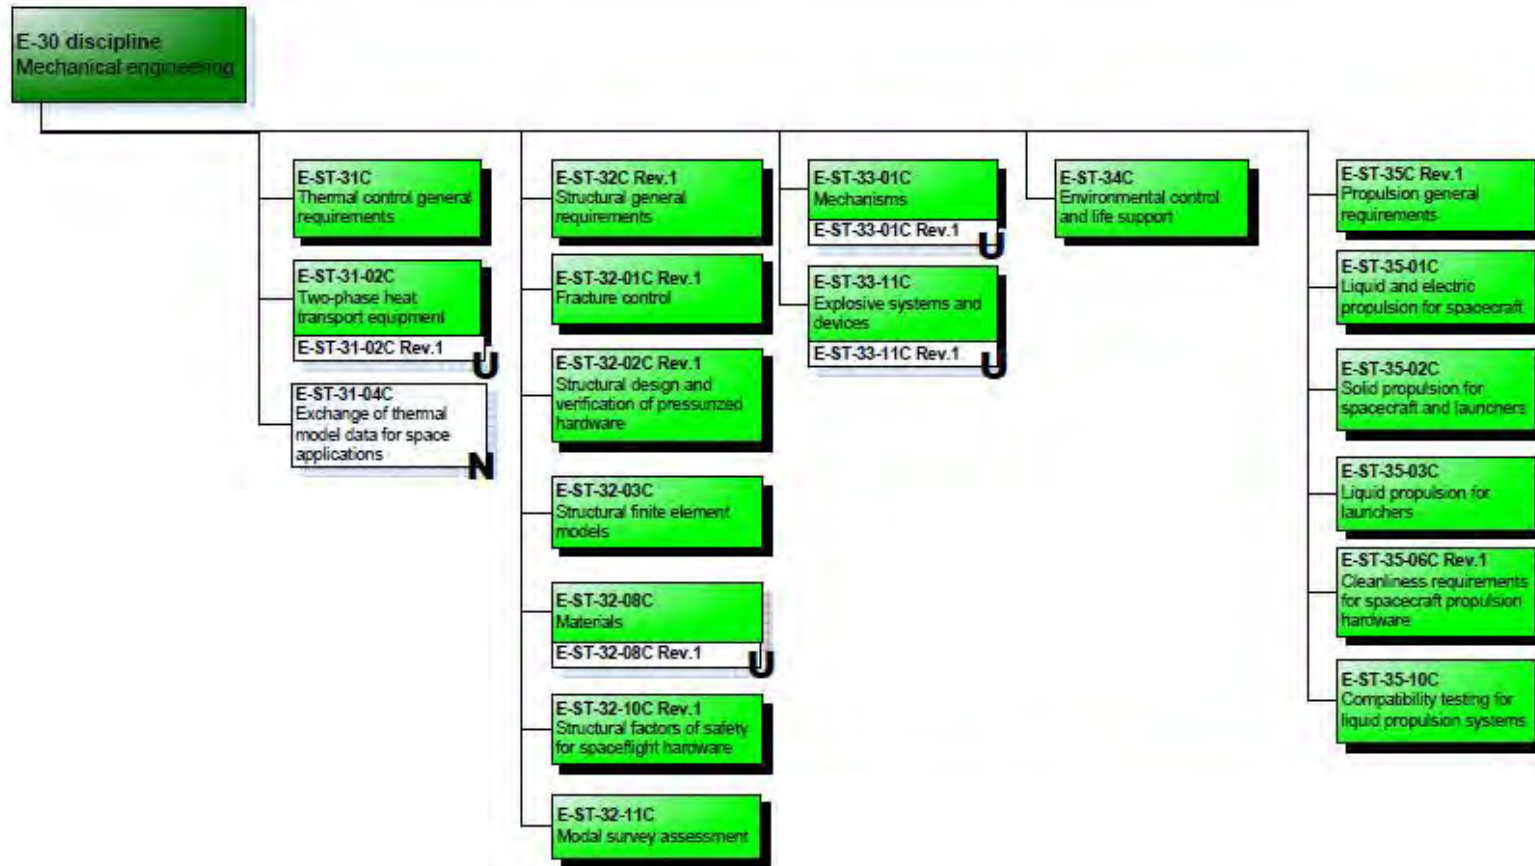 E-30 discipline
Mechanical engineering
E-ST-31C
Thermal control general
requirements
E-ST-31-02C
Two-phase heat
transport equipment
E-ST-31-02C Rev.1
U
E-ST-31-04C
Exchange of thermal
model data for space
applications
N
E-ST-32C Rev.1
Structural general
requirements
E-ST-32-01C Rev.1
Fracture control
E-ST-32-02C Rev.1
Structural design and
verification of pressurized
hardware
E-ST-32-03C
Structural finite element
models
E-ST-32-08C
Materials
E-ST-32-08C Rev.1
U
E-ST-32-10C Rev.1
Structural factors of safety
for spaceflight hardware
E-ST-32-11C
Modal survey assessment
E-ST-33-01C
Mechanisms
E-ST-33-01C Rev.1
U
E-ST-33-11C
Explosive systems and
devices
E-ST-33-11C Rev.1
U
E-ST-34C
Environmental control
and life support
E-ST-35C Rev.1
Propulsion general
requirements
E-ST-35-01C
Liquid and electric
propulsion for spacecraft
E-ST-35-02C
Solid propulsion for
spacecraft and launchers
E-ST-35-03C
Liquid propulsion for
launchers
E-ST-35-06C Rev.1
Cleanliness requirements
for spacecraft propulsion
hardware
E-ST-35-10C
Compatibility testing for
liquid propulsion systems